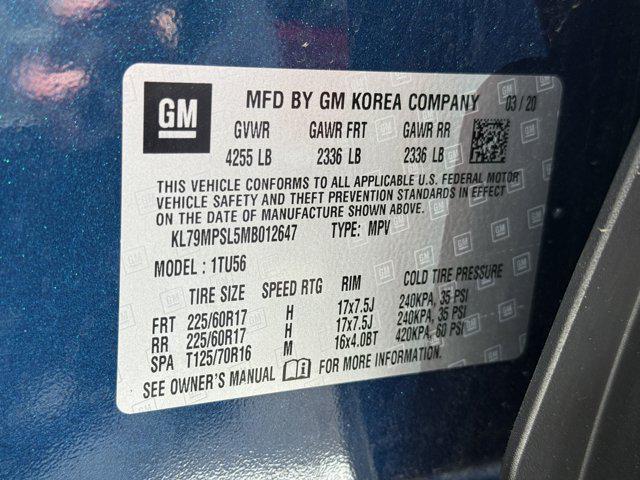 GM
MFD BY GM KOREA COMPANY 03/20
GVWR GAWR FRT GAWR RR
4255 LB 2336 LB 2336 LB
THIS VEHICLE CONFORMS TO ALL APPLICABLE U.S. FEDERAL MOTOR
VEHICLE SAFETY AND THEFT PREVENTION STANDARDS IN EFFECT
ON THE DATE OF MANUFACTURE SHOWN ABOVE.
KL79MPSL5MB012647 TYPE: MPV
MODEL : 1TU56
TIRE SIZE SPEED RTG RIM COLD TIRE PRESSURE
FRT 225/60R17 H 17x7.5J 240KPA, 35 PSI
RR 225/60R17 H 17x7.5J 240KPA, 35 PSI
SPA T125/70R16 M 16x4.0BT 420KPA, 60 PSI
SEE OWNER'S MANUAL FOR MORE INFORMATION.